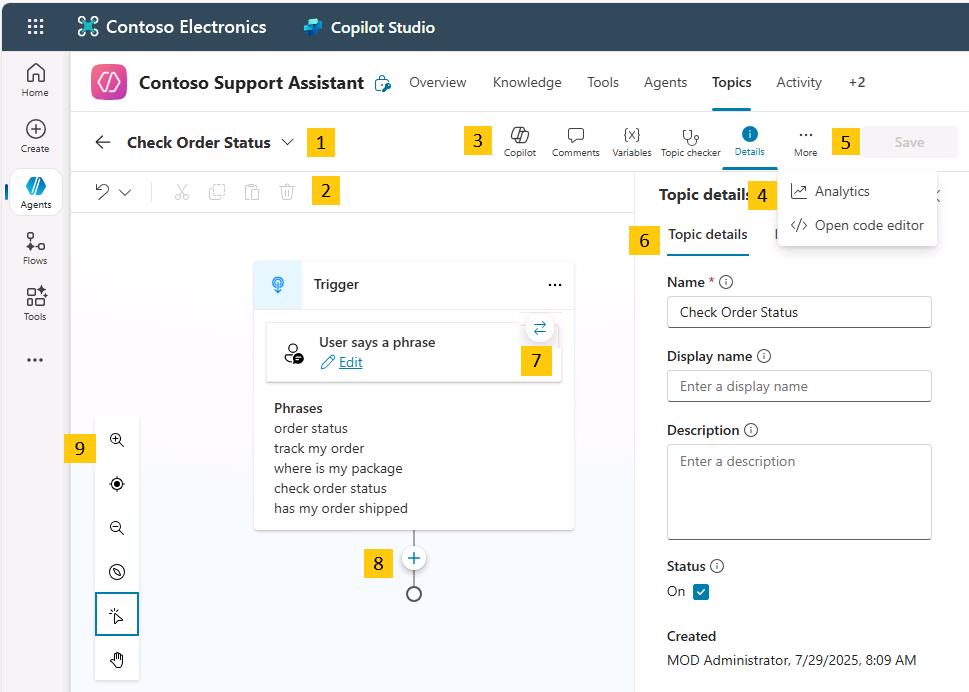 Contoso Electronics
Copilot Studio
Home
Create
Agents
Flows
Tools
Contoso Support Assistant
Overview
Knowledge
Tools
Agents
Topics
Activity
+2
Check Order Status
1
3
Copilot
Comments
{x}
Variables
Topic checker
Details
More
5
Save
2
Topic details
4
Analytics
</> Open code editor
6
Topic details
Trigger
User says a phrase
Edit
7
Phrases
order status
track my order
where is my package
check order status
has my order shipped
8
9
Name *
Check Order Status
Display name
Enter a display name
Description
Enter a description
Status
On
Created
MOD Administrator, 7/29/2025, 8:09 AM